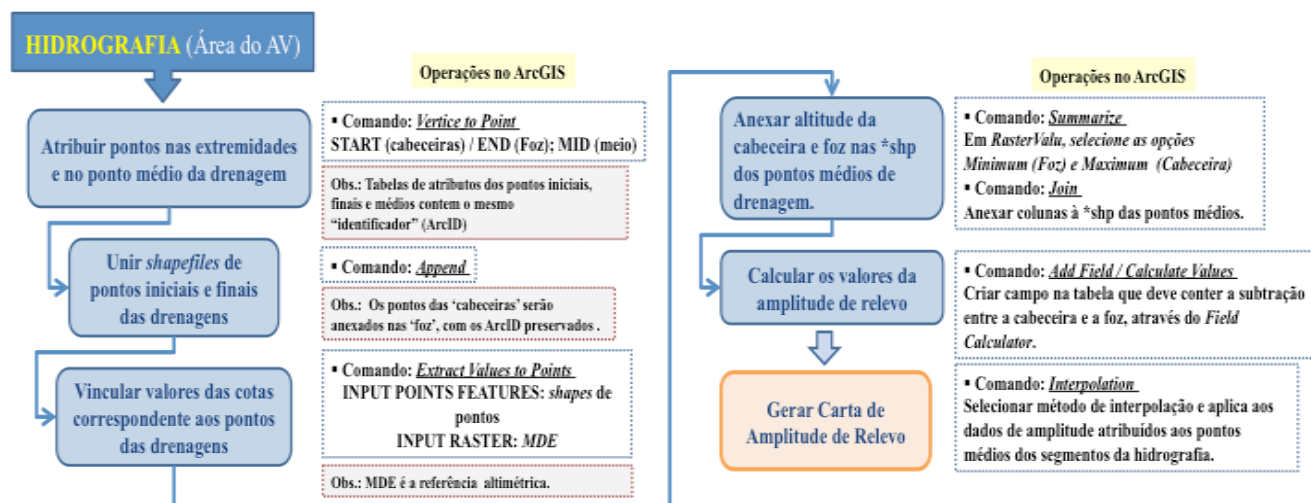 HIDROGRAFIA (Área do AV)
Operações no ArcGIS
Atribuir pontos nas extremidades
e no ponto médio da drenagem
▪ Comando: Vertice to Point
START (cabeceiras) / END (Foz); MID (meio)
Obs.: Tabelas de atributos dos pontos iniciais,
finais e médios contem o mesmo
“identificador” (ArcID)
Unir shapefiles de
pontos iniciais e finais
das drenagens
▪ Comando: Append
Obs.: Os pontos das ‘cabeceiras’ serão
anexados nas ‘foz’, com os ArcID preservados .
Vincular valores das cotas
correspondente aos pontos
das drenagens
▪ Comando: Extract Values to Points
INPUT POINTS FEATURES: shapes de
pontos
INPUT RASTER: MDE
Obs.: MDE é a referência altimétrica.
Operações no ArcGIS
Anexar altitude da
cabeceira e foz nas *shp
dos pontos médios de
drenagem.
▪ Comando: Summarize
Em RasterValu, selecione as opções
Minimum (Foz) e Maximum (Cabeceira)
▪ Comando: Join
Anexar colunas à *shp das pontos médios.
Calcular os valores da
amplitude de relevo
▪ Comando: Add Field / Calculate Values
Criar campo na tabela que deve conter a subtração
entre a cabeceira e a foz, através do Field
Calculator.
Gerar Carta de
Amplitude de Relevo
▪ Comando: Interpolation
Selecionar método de interpolação e aplica aos
dados de amplitude atribuídos aos pontos
médios dos segmentos da hidrografia.